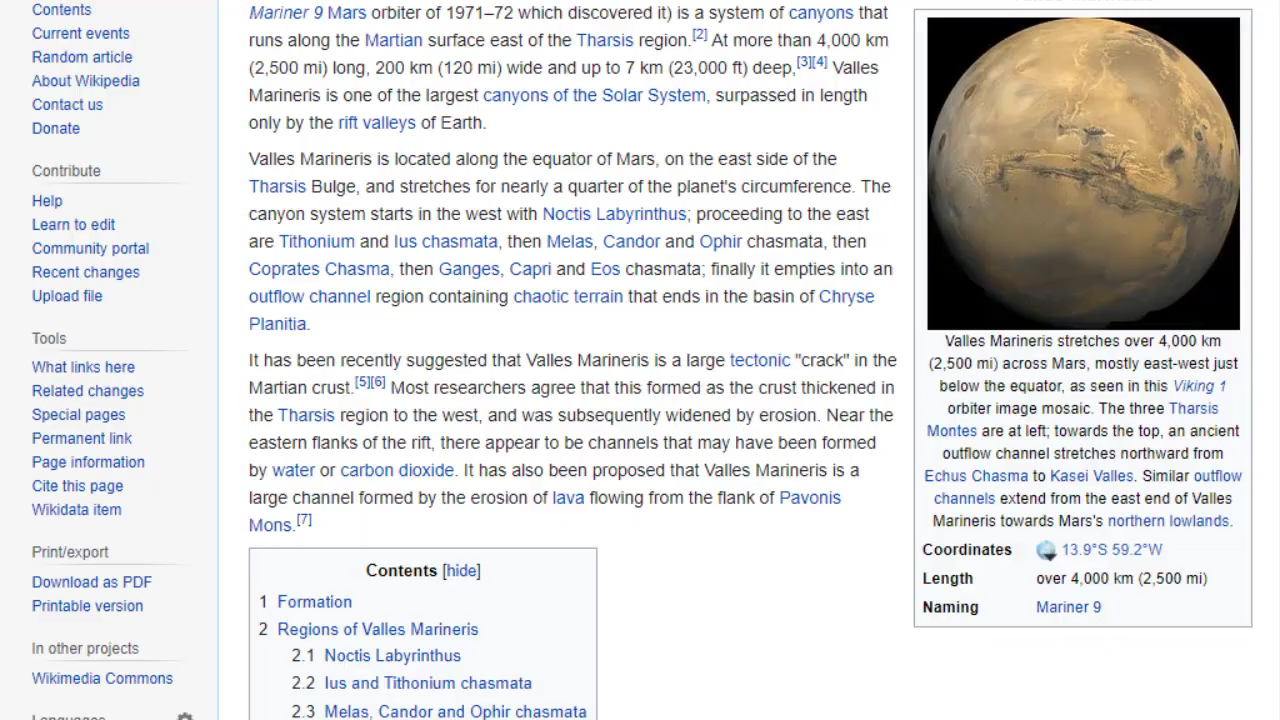 Contents
Current events
Random article
About Wikipedia
Contact us
Donate
Contribute
Help
Learn to edit
Community portal
Recent changes
Upload file
Tools
What links here
Related changes
Special pages
Permanent link
Page information
Cite this page
Wikidata item
Print/export
Download as PDF
Printable version
In other projects
Wikimedia Commons
Languages
Mariner 9 Mars orbiter of 1971–72 which discovered it) is a system of canyons that
runs along the Martian surface east of the Tharsis region.[2] At more than 4,000 km
(2,500 mi) long, 200 km (120 mi) wide and up to 7 km (23,000 ft) deep,[3][4] Valles
Marineris is one of the largest canyons of the Solar System, surpassed in length
only by the rift valleys of Earth.
Valles Marineris is located along the equator of Mars, on the east side of the
Tharsis Bulge, and stretches for nearly a quarter of the planet's circumference. The
canyon system starts in the west with Noctis Labyrinthus; proceeding to the east
are Tithonium and Ius chasmata, then Melas, Candor and Ophir chasmata, then
Coprates Chasma, then Ganges, Capri and Eos chasmata; finally it empties into an
outflow channel region containing chaotic terrain that ends in the basin of Chryse
Planitia.
It has been recently suggested that Valles Marineris is a large tectonic "crack" in the
Martian crust.[5][6] Most researchers agree that this formed as the crust thickened in
the Tharsis region to the west, and was subsequently widened by erosion. Near the
eastern flanks of the rift, there appear to be channels that may have been formed
by water or carbon dioxide. It has also been proposed that Valles Marineris is a
large channel formed by the erosion of lava flowing from the flank of Pavonis
Mons.[7]
Contents [hide]
1 Formation
2 Regions of Valles Marineris
2.1 Noctis Labyrinthus
2.2 Ius and Tithonium chasmata
2.3 Melas, Candor and Ophir chasmata
Valles Marineris stretches over 4,000 km
(2,500 mi) across Mars, mostly east-west just
below the equator, as seen in this Viking 1
orbiter image mosaic. The three Tharsis
Montes are at left; towards the top, an ancient
outflow channel stretches northward from
Echus Chasma to Kasei Valles. Similar outflow
channels extend from the east end of Valles
Marineris towards Mars's northern lowlands.
Coordinates 13.9°S 59.2°W
Length over 4,000 km (2,500 mi)
Naming Mariner 9